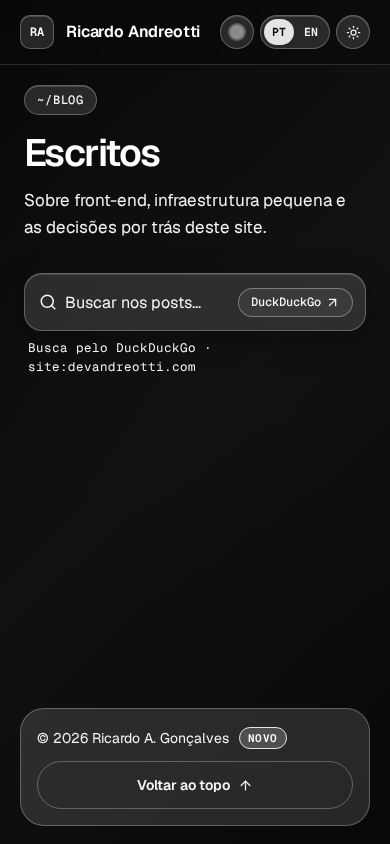 RA Ricardo Andreotti PT EN
~/BLOG
Escritos
Sobre front-end, infraestrutura pequena e
as decisões por trás deste site.
Buscar nos posts… DuckDuckGo ↗
Busca pelo DuckDuckGo ·
site:devandreotti.com
© 2026 Ricardo A. Gonçalves NOVO
Voltar ao topo ↑